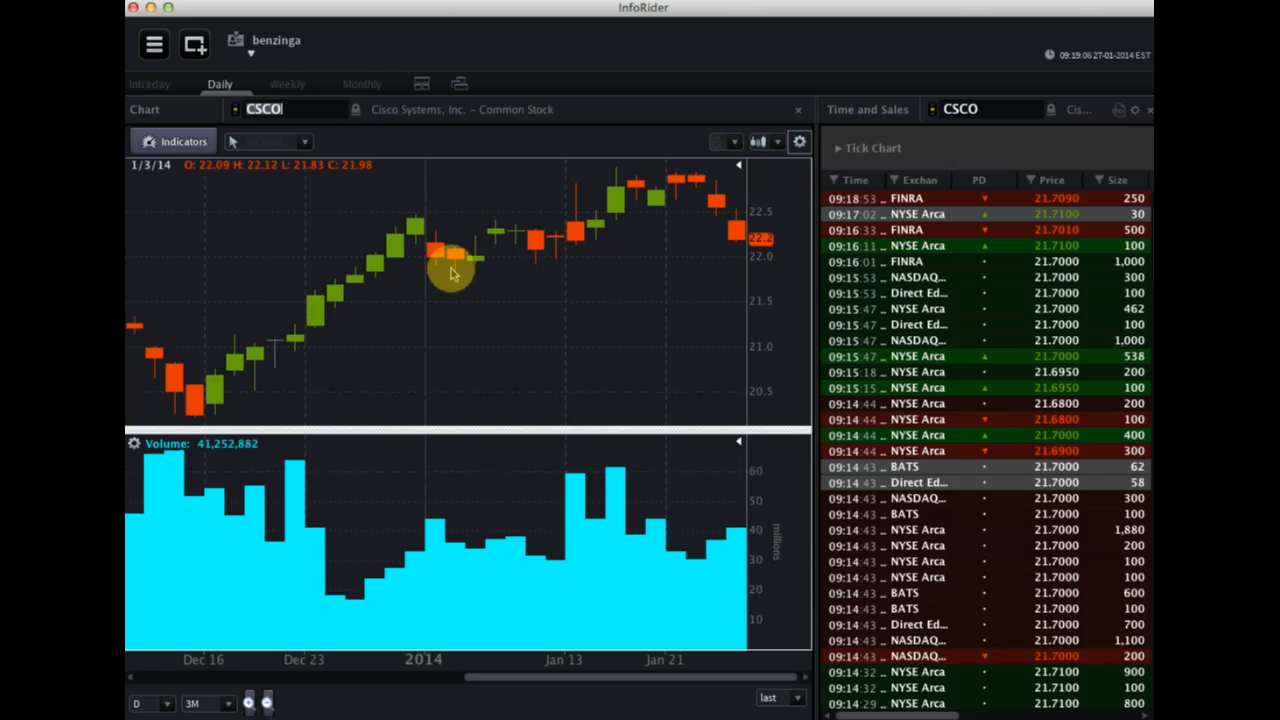 InfoRider
benzinga
09:19:06 27-01-2014 EST
Intraday Daily Weekly Monthly
Chart CSCO Cisco Systems, Inc. - Common Stock ×
Time and Sales CSCO Cis... ×
Indicators
Tick Chart
1/3/14 O: 22.09 H: 22.12 L: 21.83 C: 21.98
22.5
22.2
22.0
21.5
21.0
20.5
Volume: 41,252,882
60
50
40
30
20
10
millions
Dec 16 Dec 23 2014 Jan 13 Jan 21
D 3M last
Time Exchan PD Price Size
09:18:53 ... FINRA 21.7090 250
09:17:02 ... NYSE Arca 21.7100 30
09:16:33 ... FINRA 21.7010 500
09:16:11 ... NYSE Arca 21.7100 100
09:16:01 ... FINRA 21.7000 1,000
09:15:53 ... NASDAQ... 21.7000 300
09:15:53 ... Direct Ed... 21.7000 100
09:15:47 ... NYSE Arca 21.7000 462
09:15:47 ... Direct Ed... 21.7000 100
09:15:47 ... NASDAQ... 21.7000 1,000
09:15:47 ... NYSE Arca 21.7000 538
09:15:18 ... NYSE Arca 21.6950 200
09:15:15 ... NYSE Arca 21.6950 100
09:14:44 ... NYSE Arca 21.6800 200
09:14:44 ... NYSE Arca 21.6800 100
09:14:44 ... NYSE Arca 21.7000 400
09:14:44 ... NYSE Arca 21.6900 300
09:14:43 ... BATS 21.7000 62
09:14:43 ... Direct Ed... 21.7000 58
09:14:43 ... NASDAQ... 21.7000 300
09:14:43 ... BATS 21.7000 100
09:14:43 ... NYSE Arca 21.7000 1,880
09:14:43 ... NYSE Arca 21.7000 200
09:14:43 ... NYSE Arca 21.7000 100
09:14:43 ... NYSE Arca 21.7000 100
09:14:43 ... BATS 21.7000 600
09:14:43 ... BATS 21.7000 100
09:14:43 ... Direct Ed... 21.7000 700
09:14:43 ... NASDAQ... 21.7000 1,100
09:14:43 ... NASDAQ... 21.7000 200
09:14:32 ... NYSE Arca 21.7100 900
09:14:32 ... NYSE Arca 21.7100 100
09:14:29 ... NYSE Arca 21.7100 800